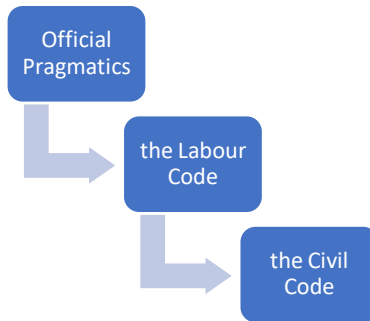 Official
Pragmatics
the Labour
Code
the Civil
Code